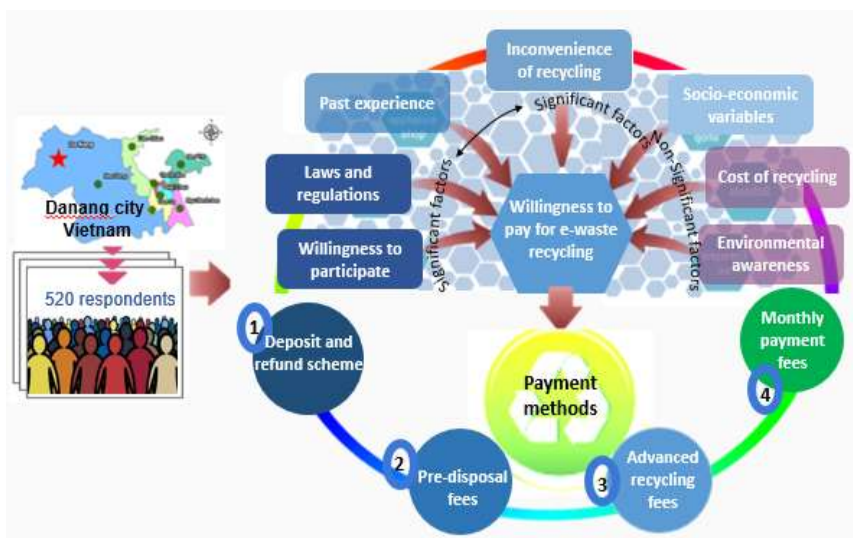 Inconvenience
of recycling
Past experience
Socio-economic
variables
Significant factors
Laws and
regulations
Significant factors
Non-Significant factors
Cost of recycling
Danang city
Vietnam
Willingness to
pay for e-waste
recycling
Willingness to
participate
Environmental
awareness
520 respondents
1
Deposit and
refund scheme
Payment
methods
Monthly
payment
fees
4
2
Pre-disposal
fees
3
Advanced
recycling
fees